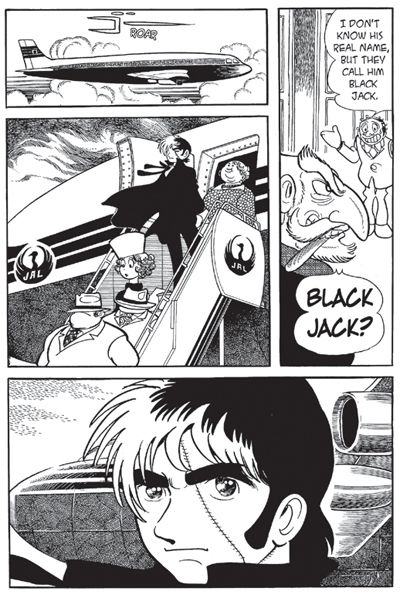 ROAR
I DON'T
KNOW HIS
REAL NAME,
BUT THEY
CALL HIM
BLACK
JACK.
JAL
JAL
BLACK
JACK?